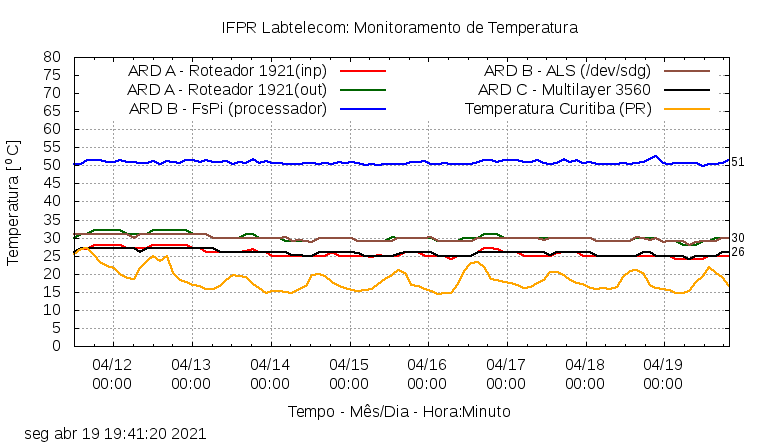 IFPR Labtelecom: Monitoramento de Temperatura
80
75
70
65
60
55
50
45
40
35
30
25
20
15
10
5
0
Temperatura [ºC]
ARD A - Roteador 1921(inp)
ARD A - Roteador 1921(out)
ARD B - FsPi (processador)
ARD B - ALS (/dev/sdg)
ARD C - Multilayer 3560
Temperatura Curitiba (PR)
51
30
26
04/12 04/13 04/14 04/15 04/16 04/17 04/18 04/19
00:00 00:00 00:00 00:00 00:00 00:00 00:00 00:00
Tempo - Mês/Dia - Hora:Minuto
seg abr 19 19:41:20 2021